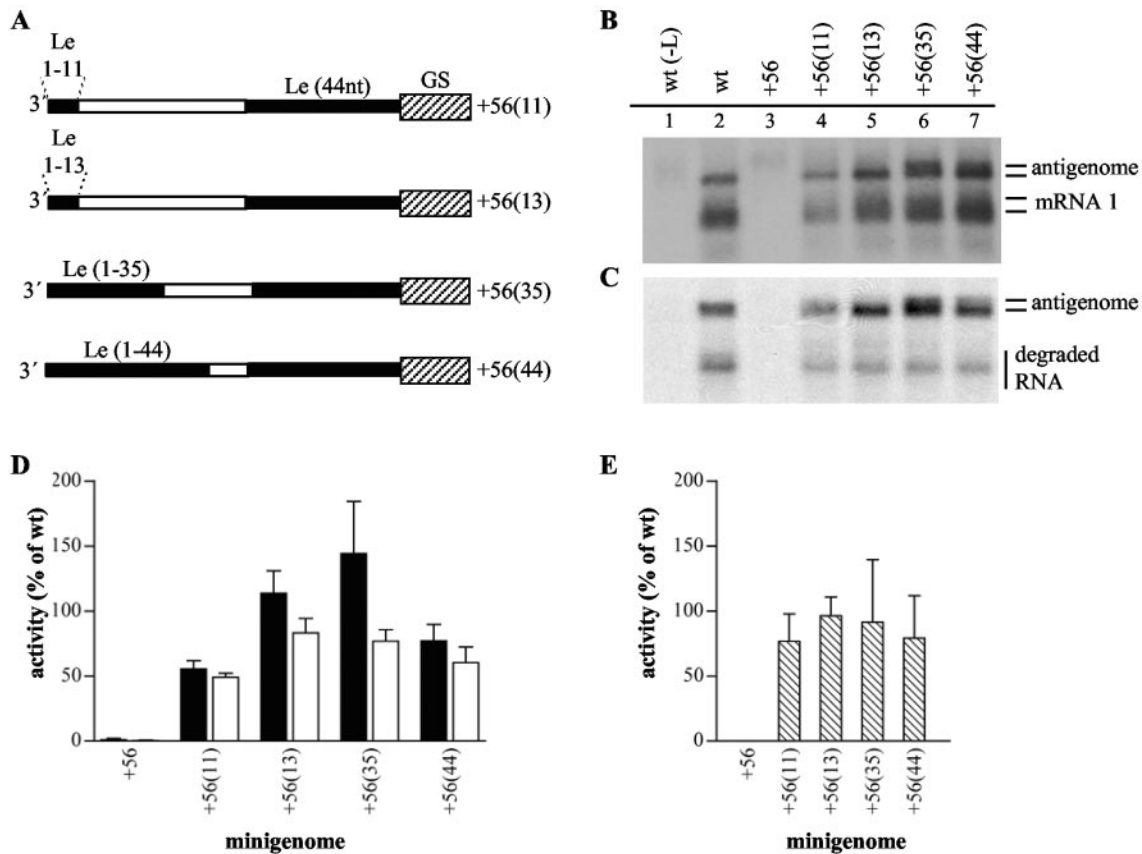 A
Le
1-11
3′
Le (44nt)
GS
+56(11)
Le
1-13
3′
+56(13)
Le (1-35)
3′
+56(35)
Le (1-44)
3′
+56(44)
B
wt (-L)
wt
+56
+56(11)
+56(13)
+56(35)
+56(44)
1 2 3 4 5 6 7
antigenome
mRNA 1
C
antigenome
degraded
RNA
D
activity (% of wt)
200
150
100
50
0
+56
+56(11)
+56(13)
+56(35)
+56(44)
minigenome
E
activity (% of wt)
200
150
100
50
0
+56
+56(11)
+56(13)
+56(35)
+56(44)
minigenome